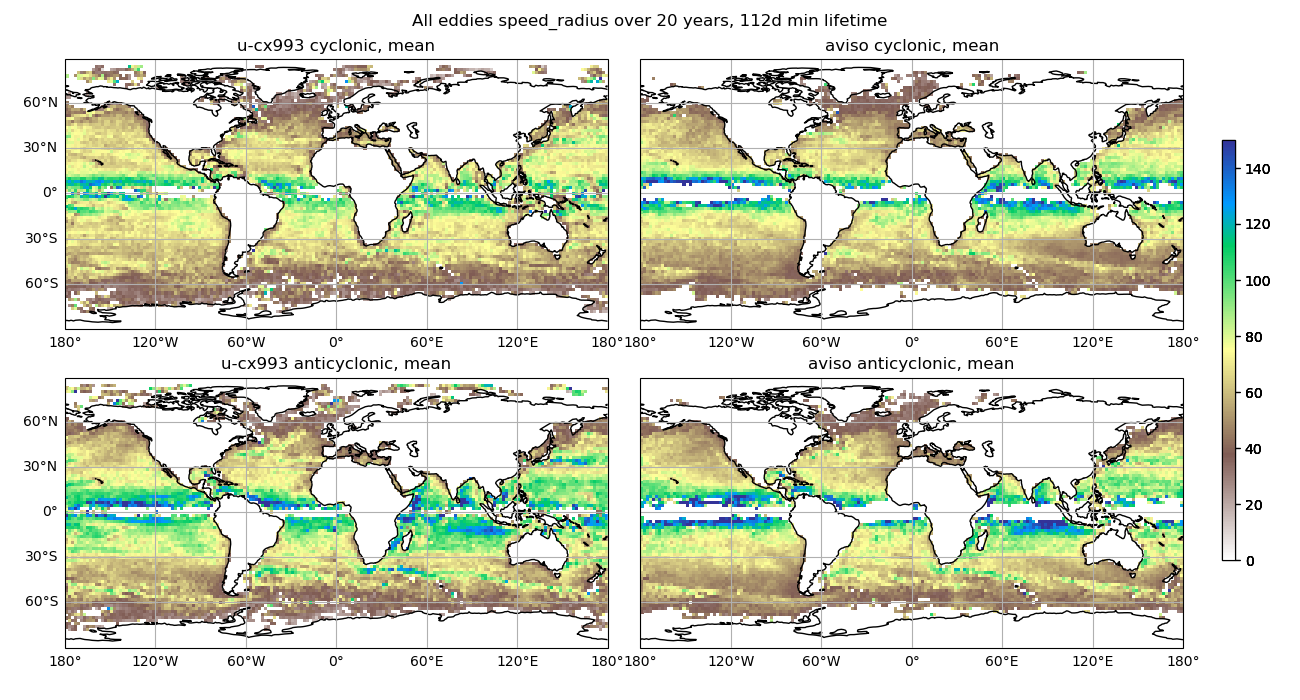 All eddies speed_radius over 20 years, 112d min lifetime
u-cx993 cyclonic, mean
aviso cyclonic, mean
60°N
30°N
0°
30°S
60°S
180° 120°W 60°W 0° 60°E 120°E 180°
180° 120°W 60°W 0° 60°E 120°E 180°
u-cx993 anticyclonic, mean
aviso anticyclonic, mean
60°N
30°N
0°
30°S
60°S
180° 120°W 60°W 0° 60°E 120°E 180°
180° 120°W 60°W 0° 60°E 120°E 180°
140
120
100
80
60
40
20
0